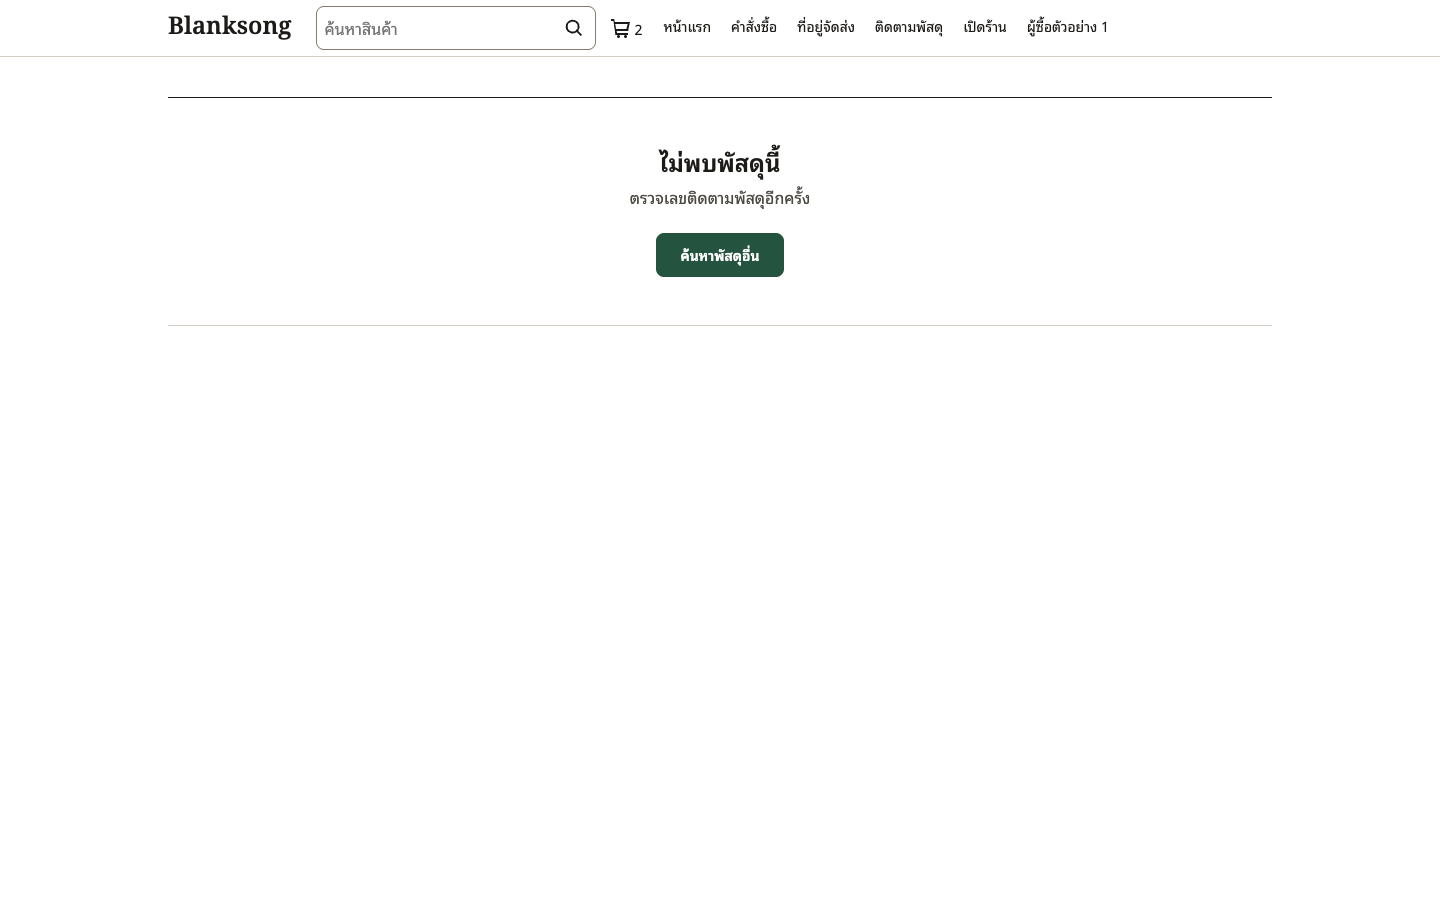 Blanksong
ค้นหาสินค้า
2
หน้าแรก
คำสั่งซื้อ
ที่อยู่จัดส่ง
ติดตามพัสดุ
เปิดร้าน
ผู้ซื้อตัวอย่าง 1
ไม่พบพัสดุนี้
ตรวจเลขติดตามพัสดุอีกครั้ง
ค้นหาพัสดุอื่น